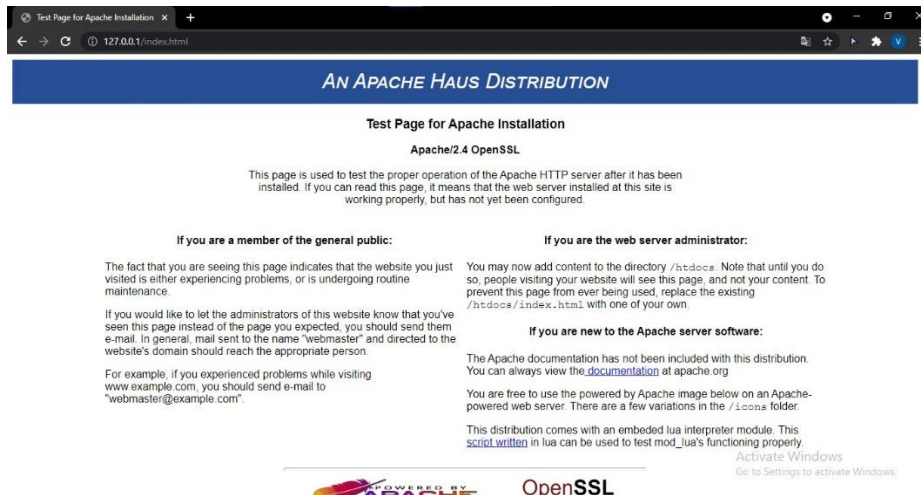 Test Page for Apache Installation
127.0.0.1/index.html
V
AN APACHE HAUS DISTRIBUTION
Test Page for Apache Installation
Apache/2.4 OpenSSL
This page is used to test the proper operation of the Apache HTTP server after it has been
installed. If you can read this page, it means that the web server installed at this site is
working properly, but has not yet been configured.
If you are a member of the general public:
The fact that you are seeing this page indicates that the website you just
visited is either experiencing problems, or is undergoing routine
maintenance.
If you would like to let the administrators of this website know that you've
seen this page instead of the page you expected, you should send them
e-mail. In general, mail sent to the name "webmaster" and directed to the
website's domain should reach the appropriate person.
For example, if you experienced problems while visiting
www.example.com, you should send e-mail to
"webmaster@example.com".
If you are the web server administrator:
You may now add content to the directory /htdocs. Note that until you do
so, people visiting your website will see this page, and not your content. To
prevent this page from ever being used, replace the existing
/htdocs/index.html with one of your own.
If you are new to the Apache server software:
The Apache documentation has not been included with this distribution.
You can always view the documentation at apache.org
You are free to use the powered by Apache image below on an Apache-
powered web server. There are a few variations in the /icons folder.
This distribution comes with an embeded lua interpreter module. This
script written in lua can be used to test mod_lua's functioning properly.
Activate Windows
Go to Settings to activate Windows.
POWERED BY
APACHE
OpenSSL